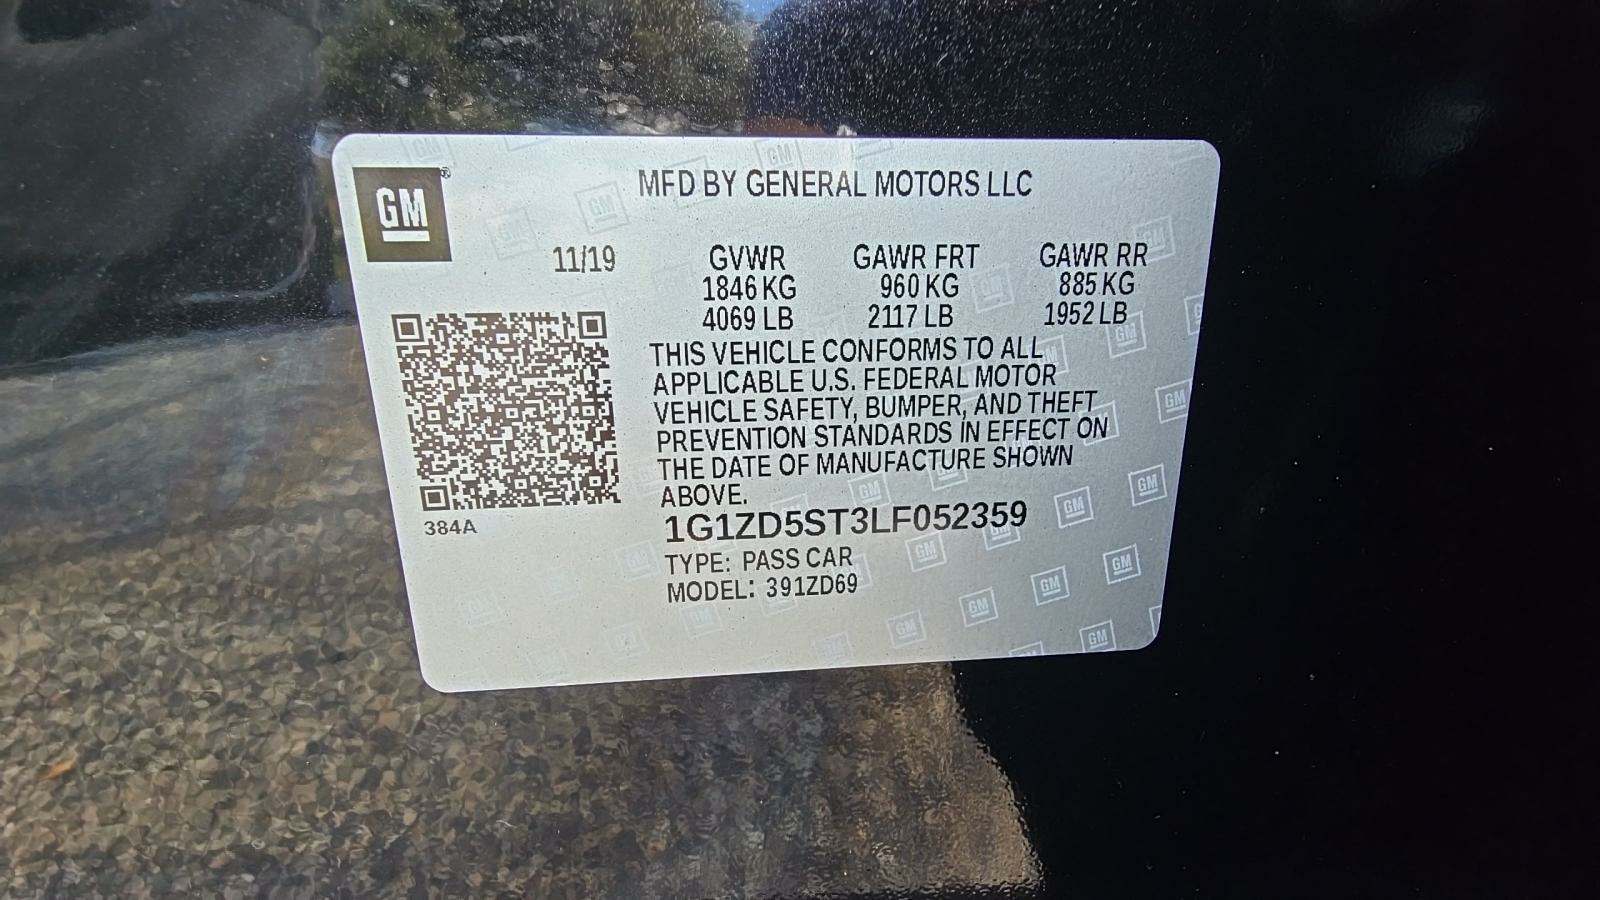 GM®
MFD BY GENERAL MOTORS LLC
11/19 GVWR GAWR FRT GAWR RR
1846 KG 960 KG 885 KG
4069 LB 2117 LB 1952 LB
THIS VEHICLE CONFORMS TO ALL
APPLICABLE U.S. FEDERAL MOTOR
VEHICLE SAFETY, BUMPER, AND THEFT
PREVENTION STANDARDS IN EFFECT ON
THE DATE OF MANUFACTURE SHOWN
ABOVE.
384A
1G1ZD5ST3LF052359
TYPE: PASS CAR
MODEL: 391ZD69